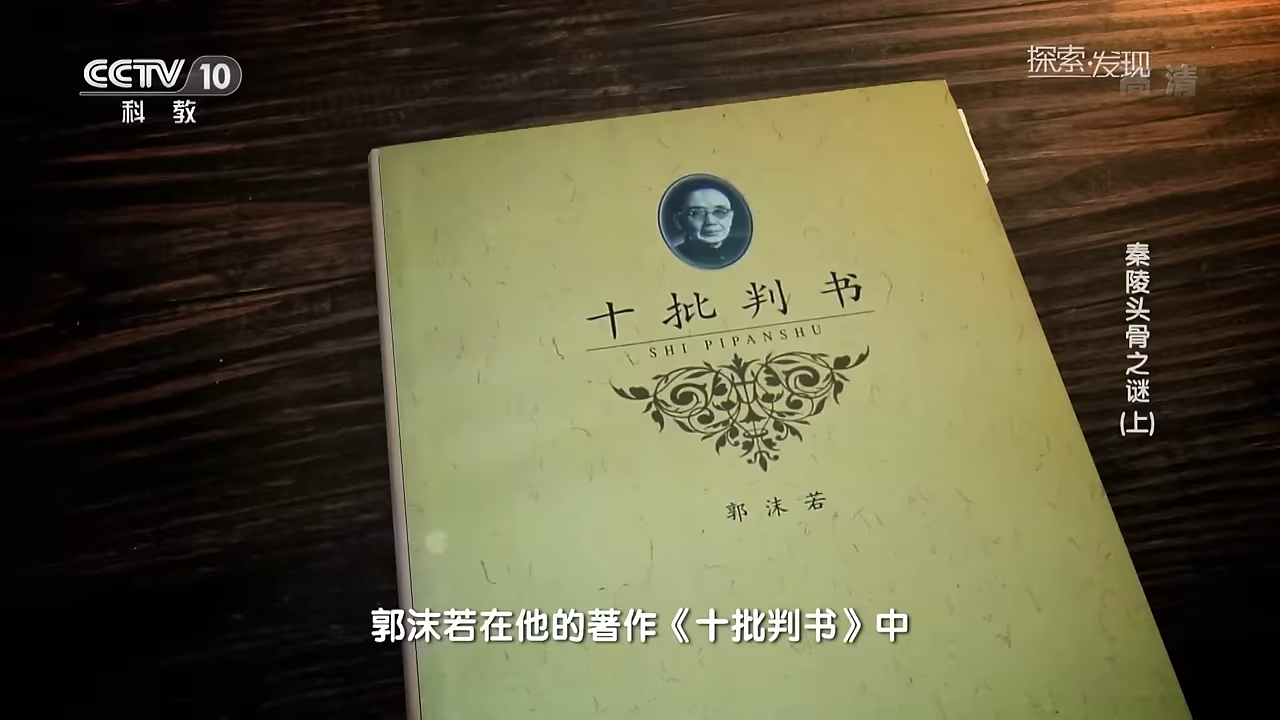 CCTV 10
科教
探索·发现
高清
十批判书
SHI PIPANSHU
郭沫若
秦陵头骨之谜(上)
郭沫若在他的著作《十批判书》中